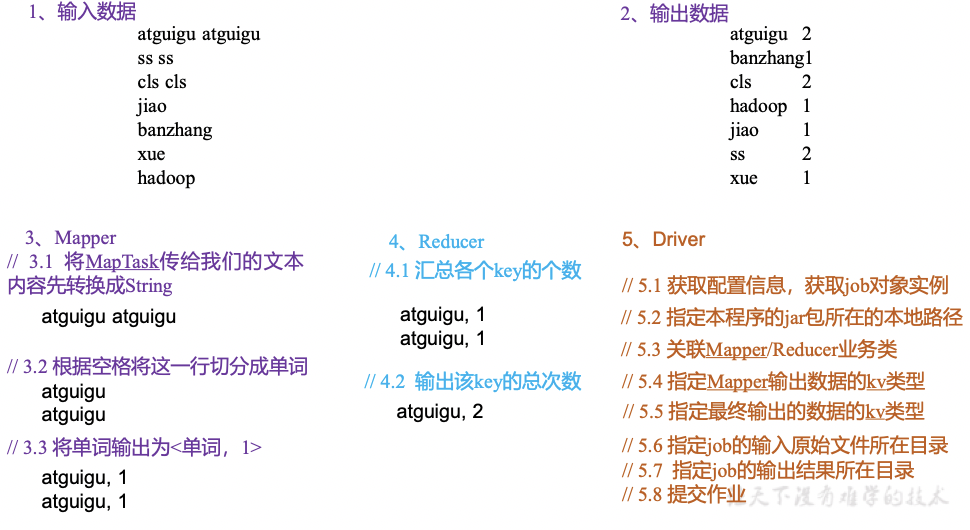 1、输入数据
atguigu atguigu
ss ss
cls cls
jiao
banzhang
xue
hadoop
2、输出数据
atguigu 2
banzhang1
cls 2
hadoop 1
jiao 1
ss 2
xue 1
3、Mapper
// 3.1 将MapTask传给我们的文本
内容先转换成String
atguigu atguigu
// 3.2 根据空格将这一行切分成单词
atguigu
atguigu
// 3.3 将单词输出为<单词，1>
atguigu, 1
atguigu, 1
4、Reducer
// 4.1 汇总各个key的个数
atguigu, 1
atguigu, 1
// 4.2 输出该key的总次数
atguigu, 2
5、Driver
// 5.1 获取配置信息，获取job对象实例
// 5.2 指定本程序的jar包所在的本地路径
// 5.3 关联Mapper/Reducer业务类
// 5.4 指定Mapper输出数据的kv类型
// 5.5 指定最终输出的数据的kv类型
// 5.6 指定job的输入原始文件所在目录
// 5.7 指定job的输出结果所在目录
// 5.8 提交作业
天下没有难学的技术